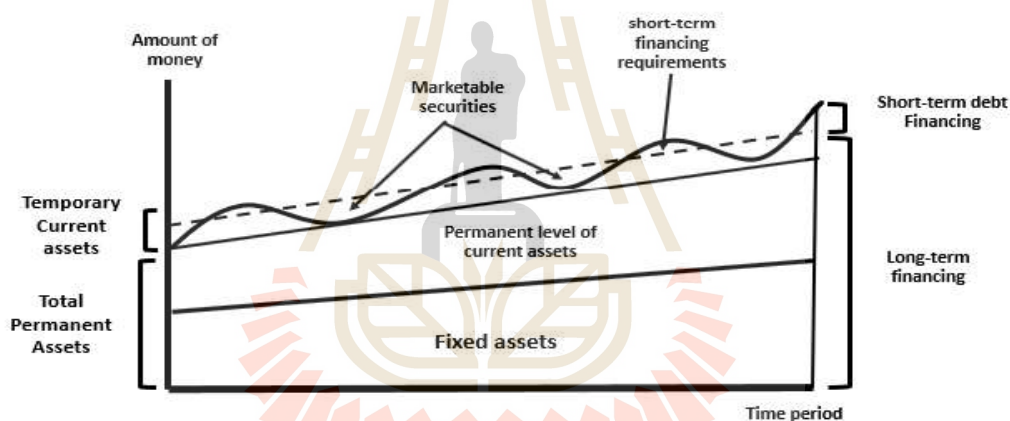 Amount of
money
short-term
financing
requirements
Marketable
securities
Short-term debt
Financing
Temporary
Current
assets
Permanent level of
current assets
Long-term
financing
Total
Permanent
Assets
Fixed assets
Time period